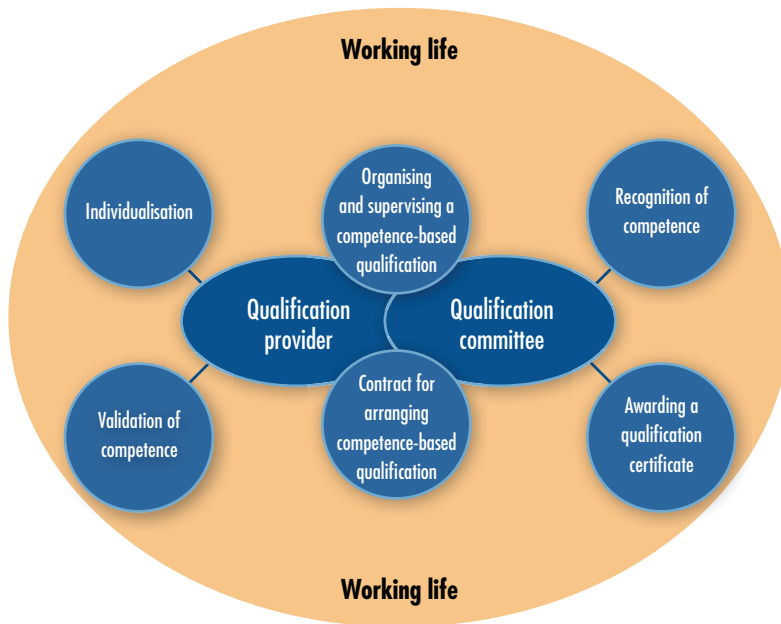 Working life
Individualisation
Organising
and supervising a
competence-based
qualification
Recognition of
competence
Qualification
provider
Qualification
committee
Validation of
competence
Contract for
arranging
competence-based
qualification
Awarding a
qualification
certificate
Working life